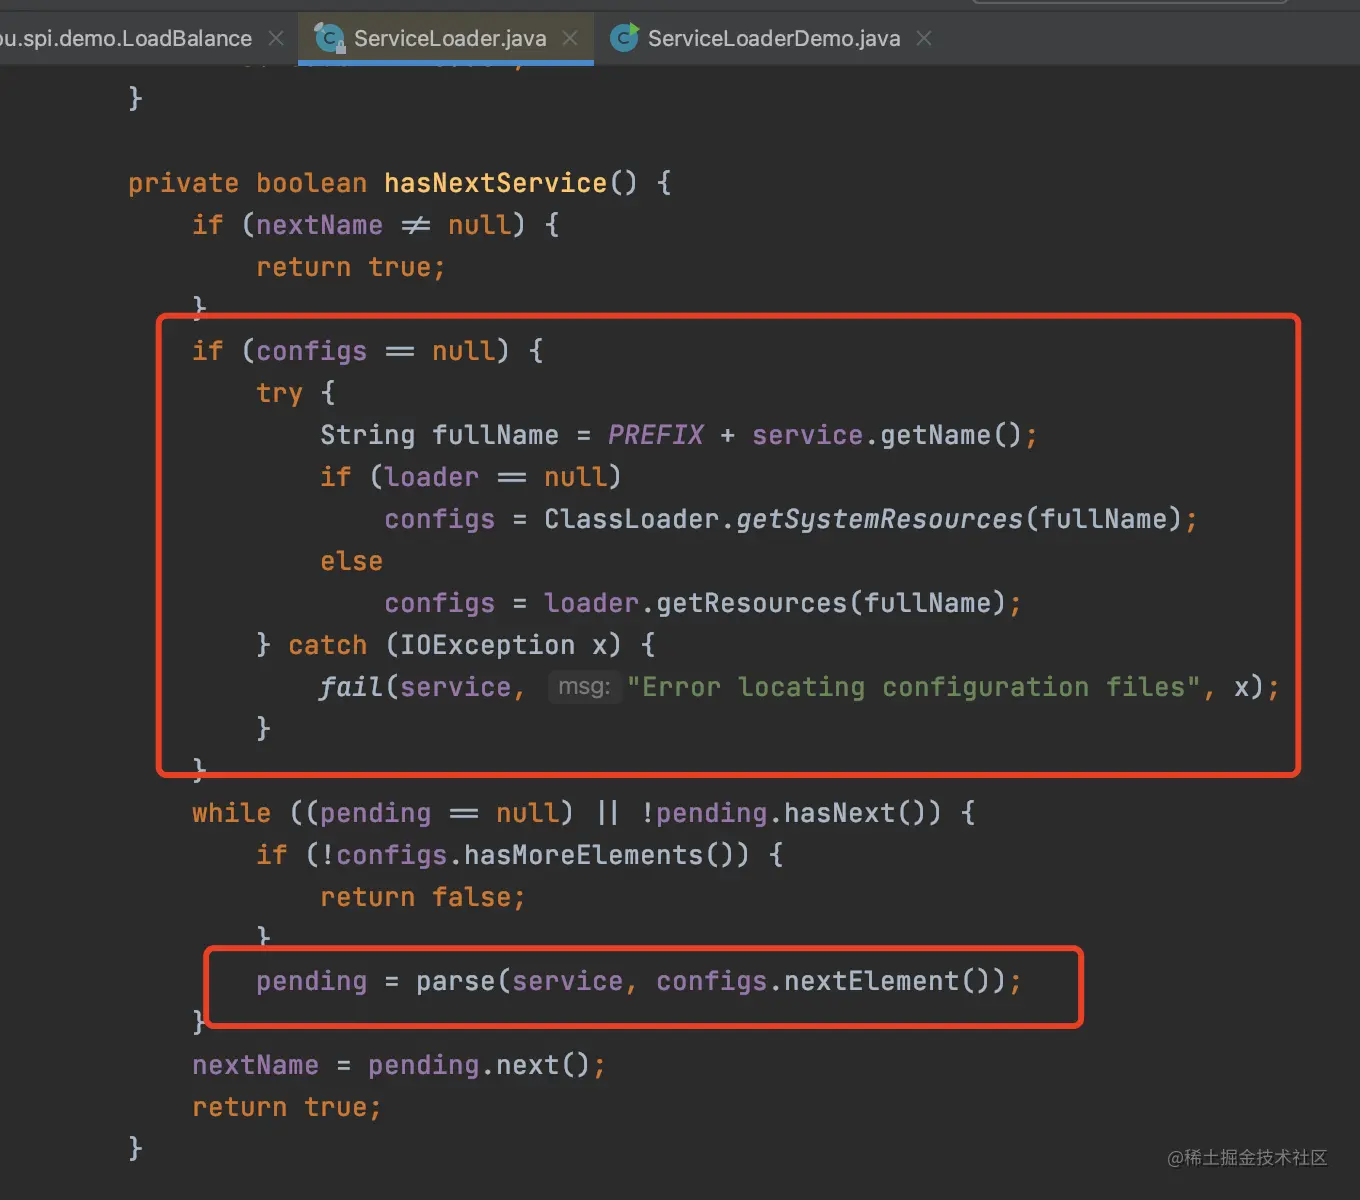 ou.spi.demo.LoadBalance ServiceLoader.java ServiceLoaderDemo.java
}
private boolean hasNextService() {
if (nextName != null) {
return true;
}
if (configs == null) {
try {
String fullName = PREFIX + service.getName();
if (loader == null)
configs = ClassLoader.getSystemResources(fullName);
else
configs = loader.getResources(fullName);
} catch (IOException x) {
fail(service, msg: "Error locating configuration files", x);
}
}
while ((pending == null) || !pending.hasNext()) {
if (!configs.hasMoreElements()) {
return false;
}
pending = parse(service, configs.nextElement());
}
nextName = pending.next();
return true;
}
@稀土掘金技术社区